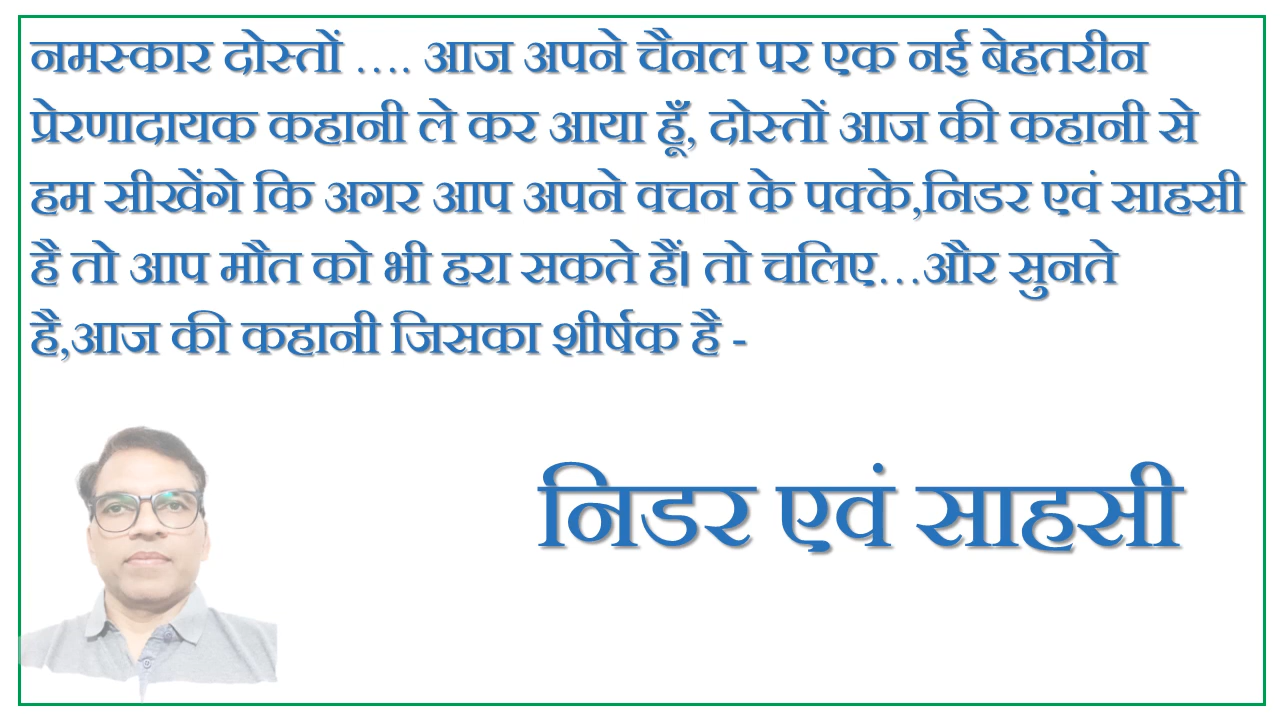 नमस्कार दोस्तों .... आज अपने चैनल पर एक नई बेहतरीन
प्रेरणादायक कहानी ले कर आया हूँ, दोस्तों आज की कहानी से
हम सीखेंगे कि अगर आप अपने वचन के पक्के,निडर एवं साहसी
है तो आप मौत को भी हरा सकते हैं| तो चलिए...और सुनते
है,आज की कहानी जिसका शीर्षक है -
निडर एवं साहसी